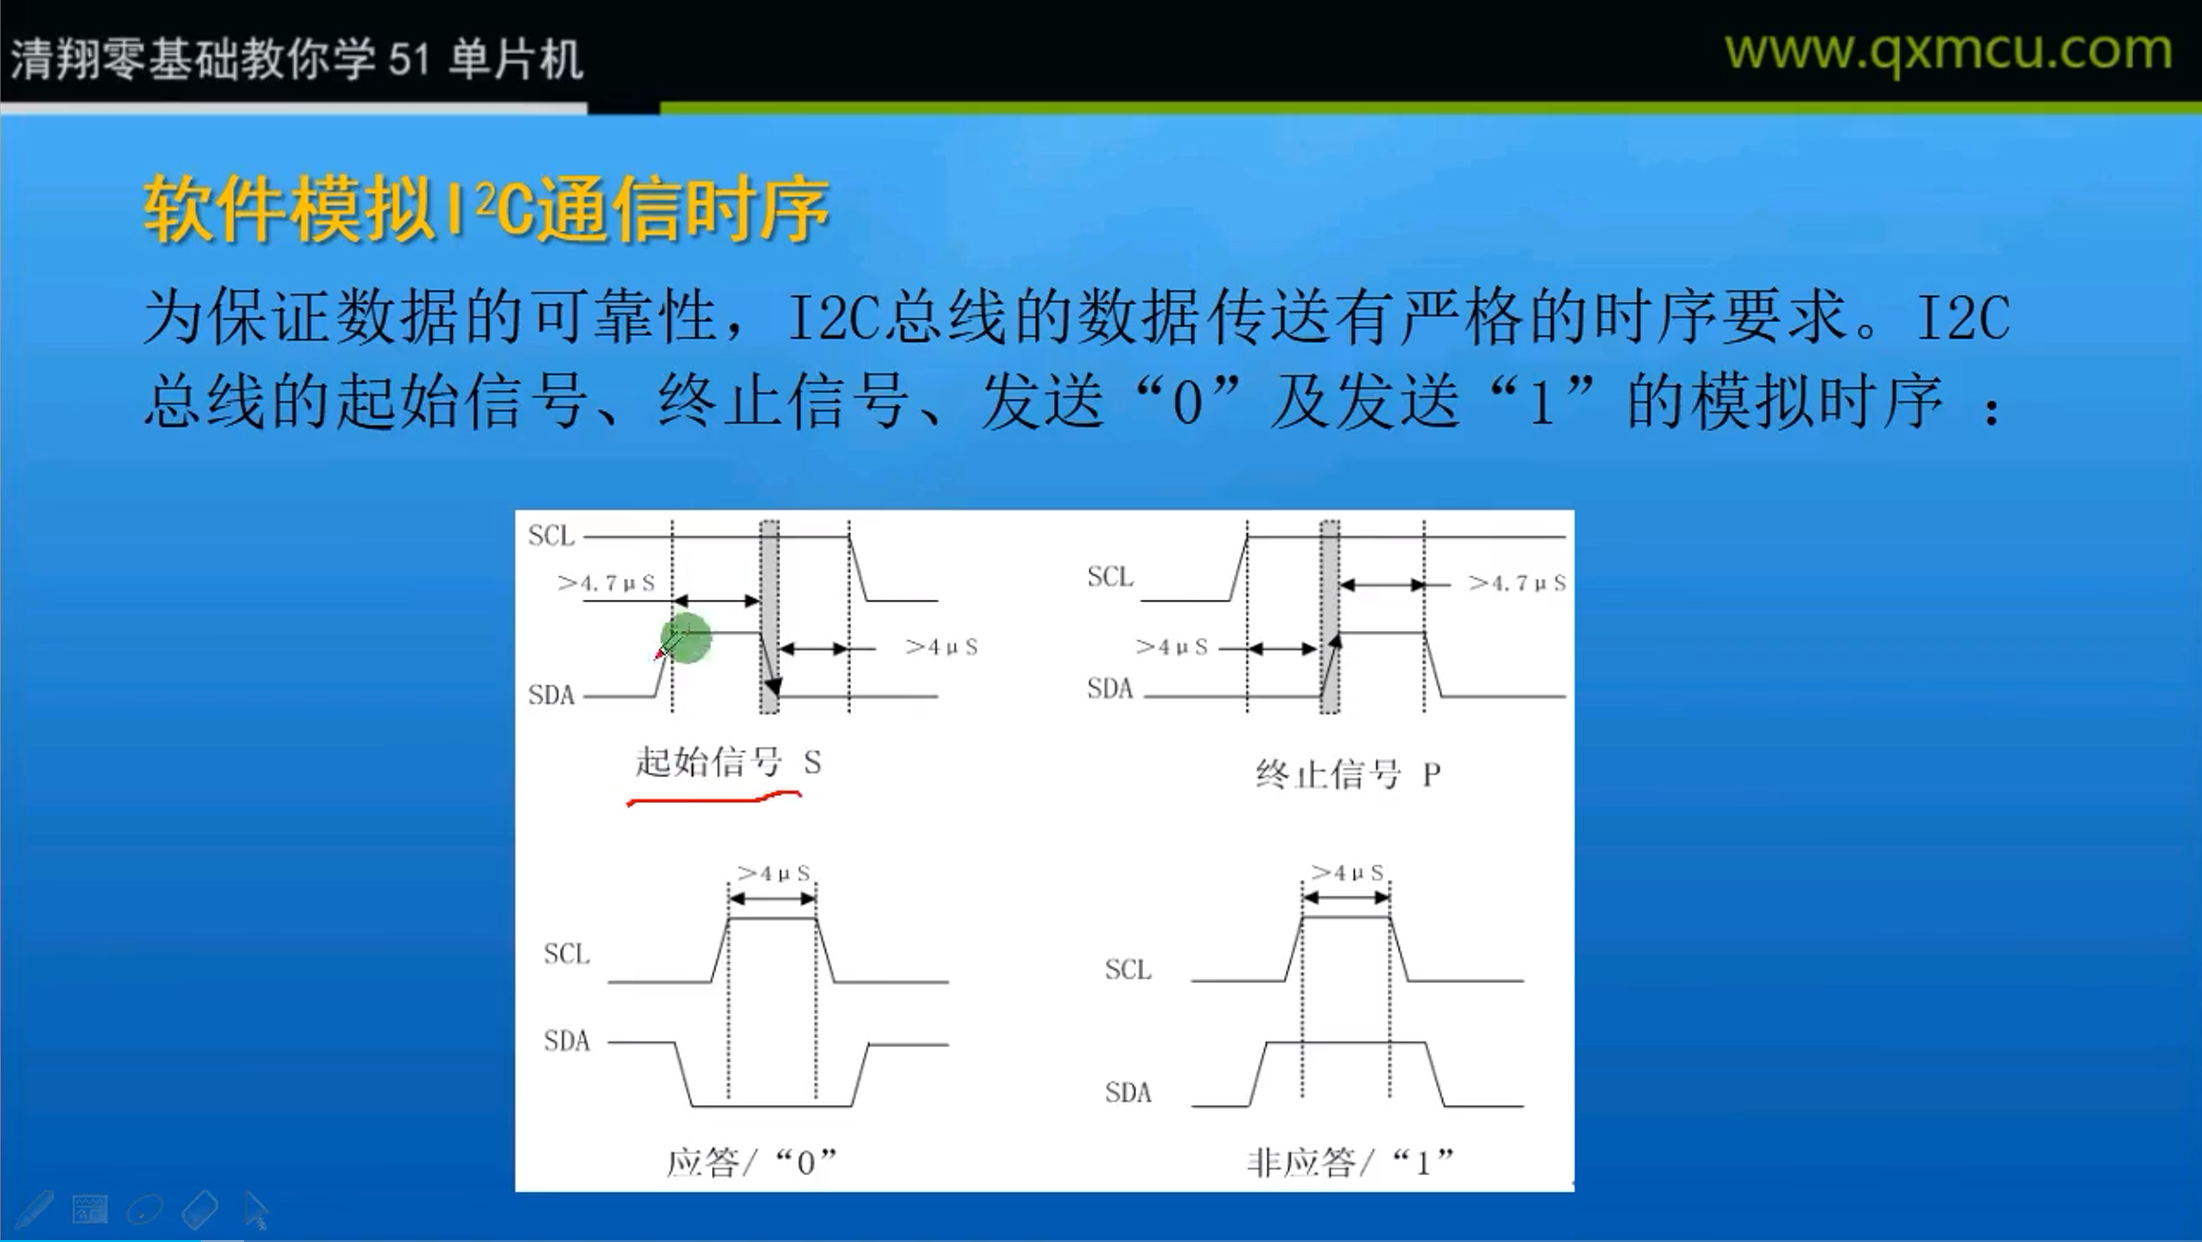 清翔零基础教你学 51 单片机
www.qxmcu.com
软件模拟I²C通信时序
为保证数据的可靠性，I2C总线的数据传送有严格的时序要求。I2C
总线的起始信号、终止信号、发送“0”及发送“1”的模拟时序 ：
SCL
>4.7μS
>4μS
SDA
起始信号 S
SCL
>4.7μS
>4μS
SDA
终止信号 P
>4μS
SCL
SDA
应答/“0”
>4μS
SCL
SDA
非应答/“1”